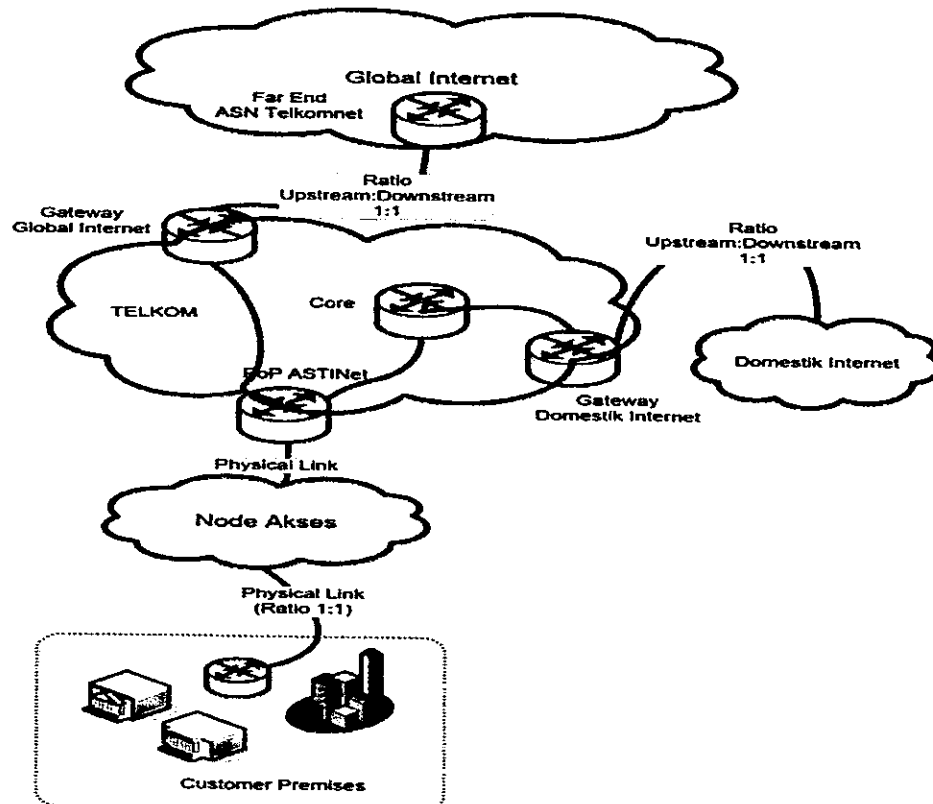 Global Internet
Far End
ASN Telkomnet
Ratio
Upstream:Downstream
1:1
Gateway
Global Internet
Ratio
Upstream:Downstream
1:1
TELKOM
Core
Domestik Internet
PoP ASTINet
Gateway
Domestik Internet
Physical Link
Node Akses
Physical Link
(Ratio 1:1)
Customer Premises